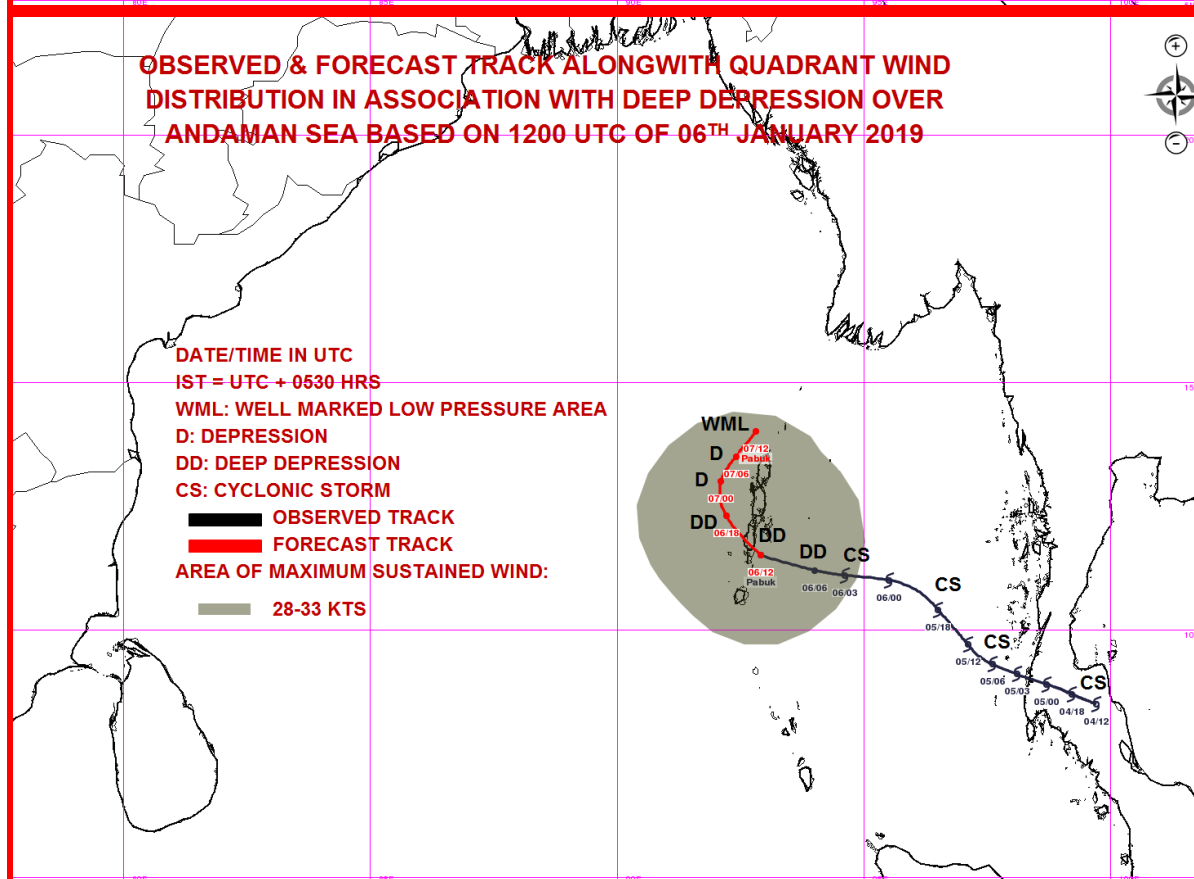 80E
85E
OBSERVED & FORECAST TRACK ALONGWITH QUADRANT WIND
DISTRIBUTION IN ASSOCIATION WITH DEEP DEPRESSION OVER
ANDAMAN SEA BASED ON 1200 UTC OF 06TH JANUARY 2019
DATE/TIME IN UTC
IST = UTC + 0530 HRS
WML: WELL MARKED LOW PRESSURE AREA
D: DEPRESSION
DD: DEEP DEPRESSION
CS: CYCLONIC STORM
OBSERVED TRACK
FORECAST TRACK
AREA OF MAXIMUM SUSTAINED WIND:
28-33 KTS
WML
07/12
Pabuk
D
07/06
D
07/00
DD
06/18
DD
06/12
Pabuk
DD
06/06
CS
06/03
06/00
CS
05/18
05/12
CS
05/06
05/03
05/00
CS
04/18
04/12